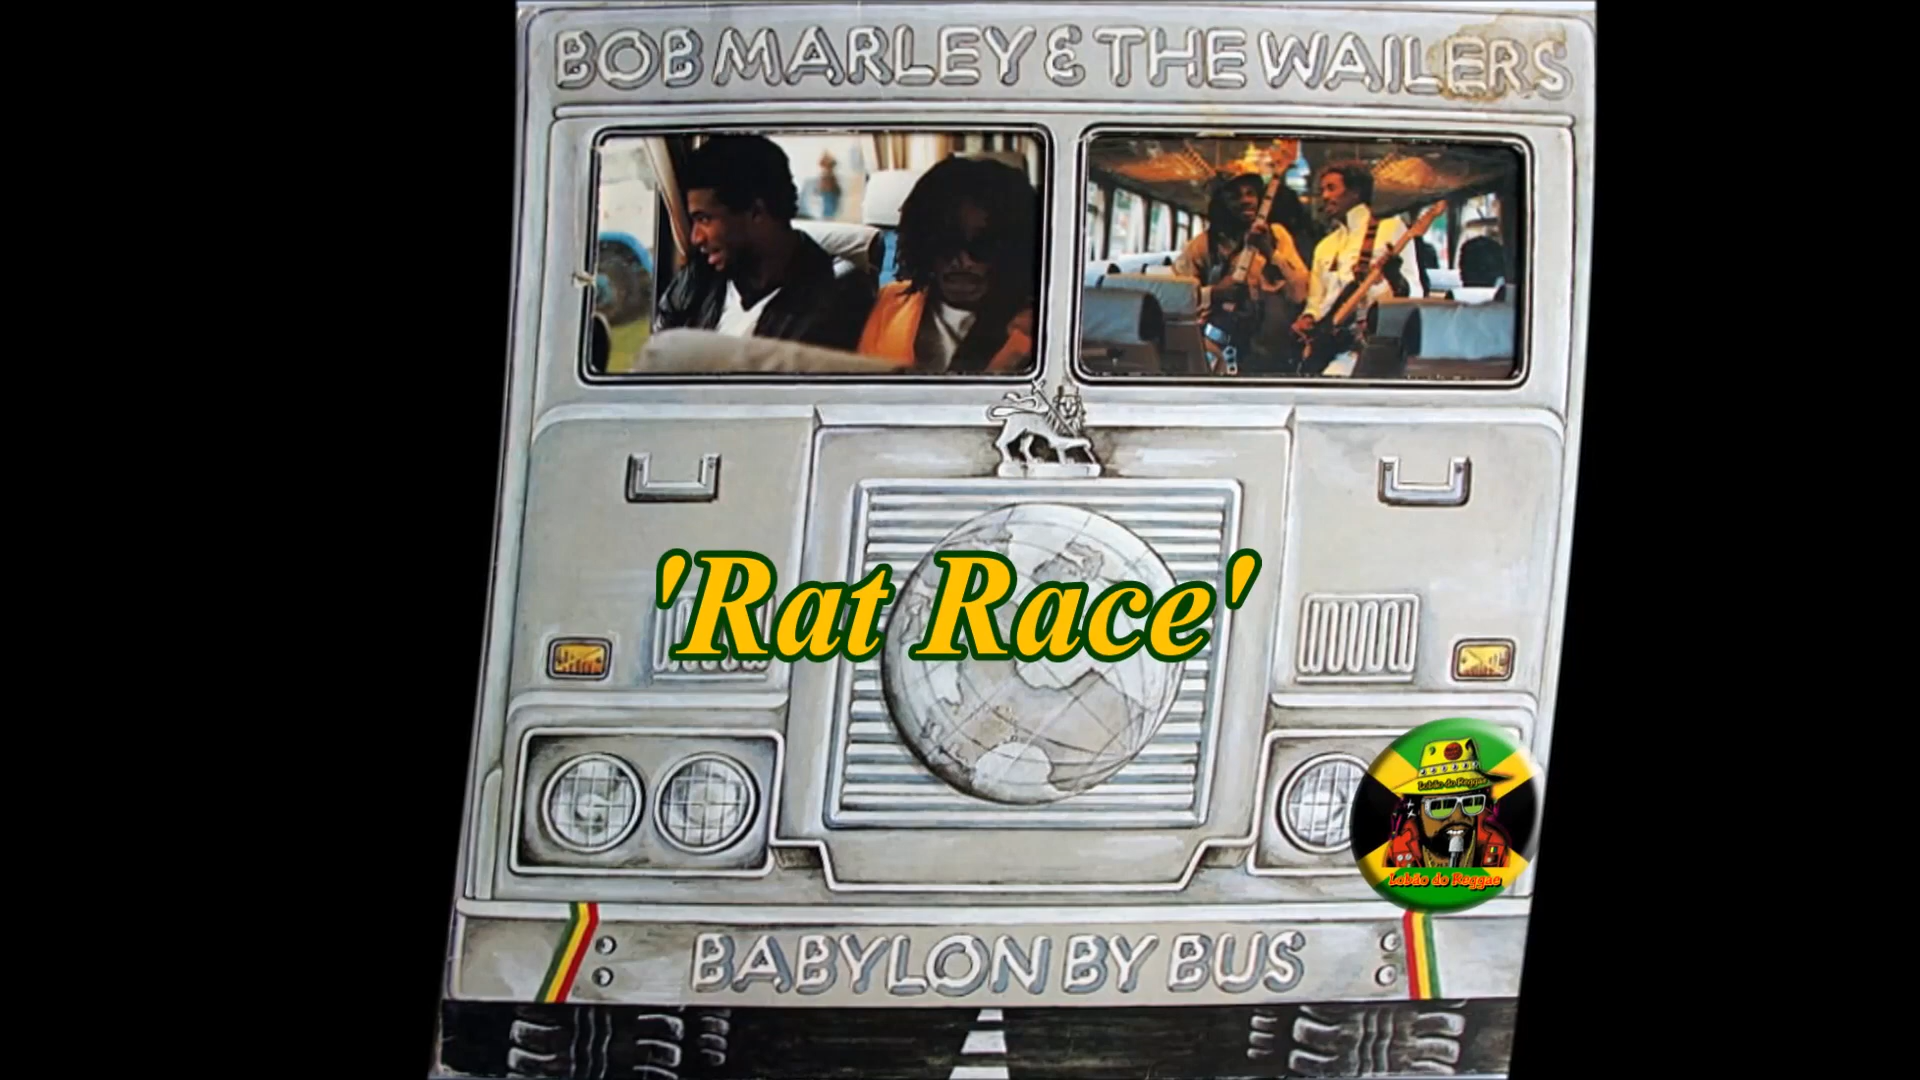 BOB MARLEY & THE WAILERS
'Rat Race'
Lobão do Reggae
Lobão do Reggae
BABYLON BY BUS